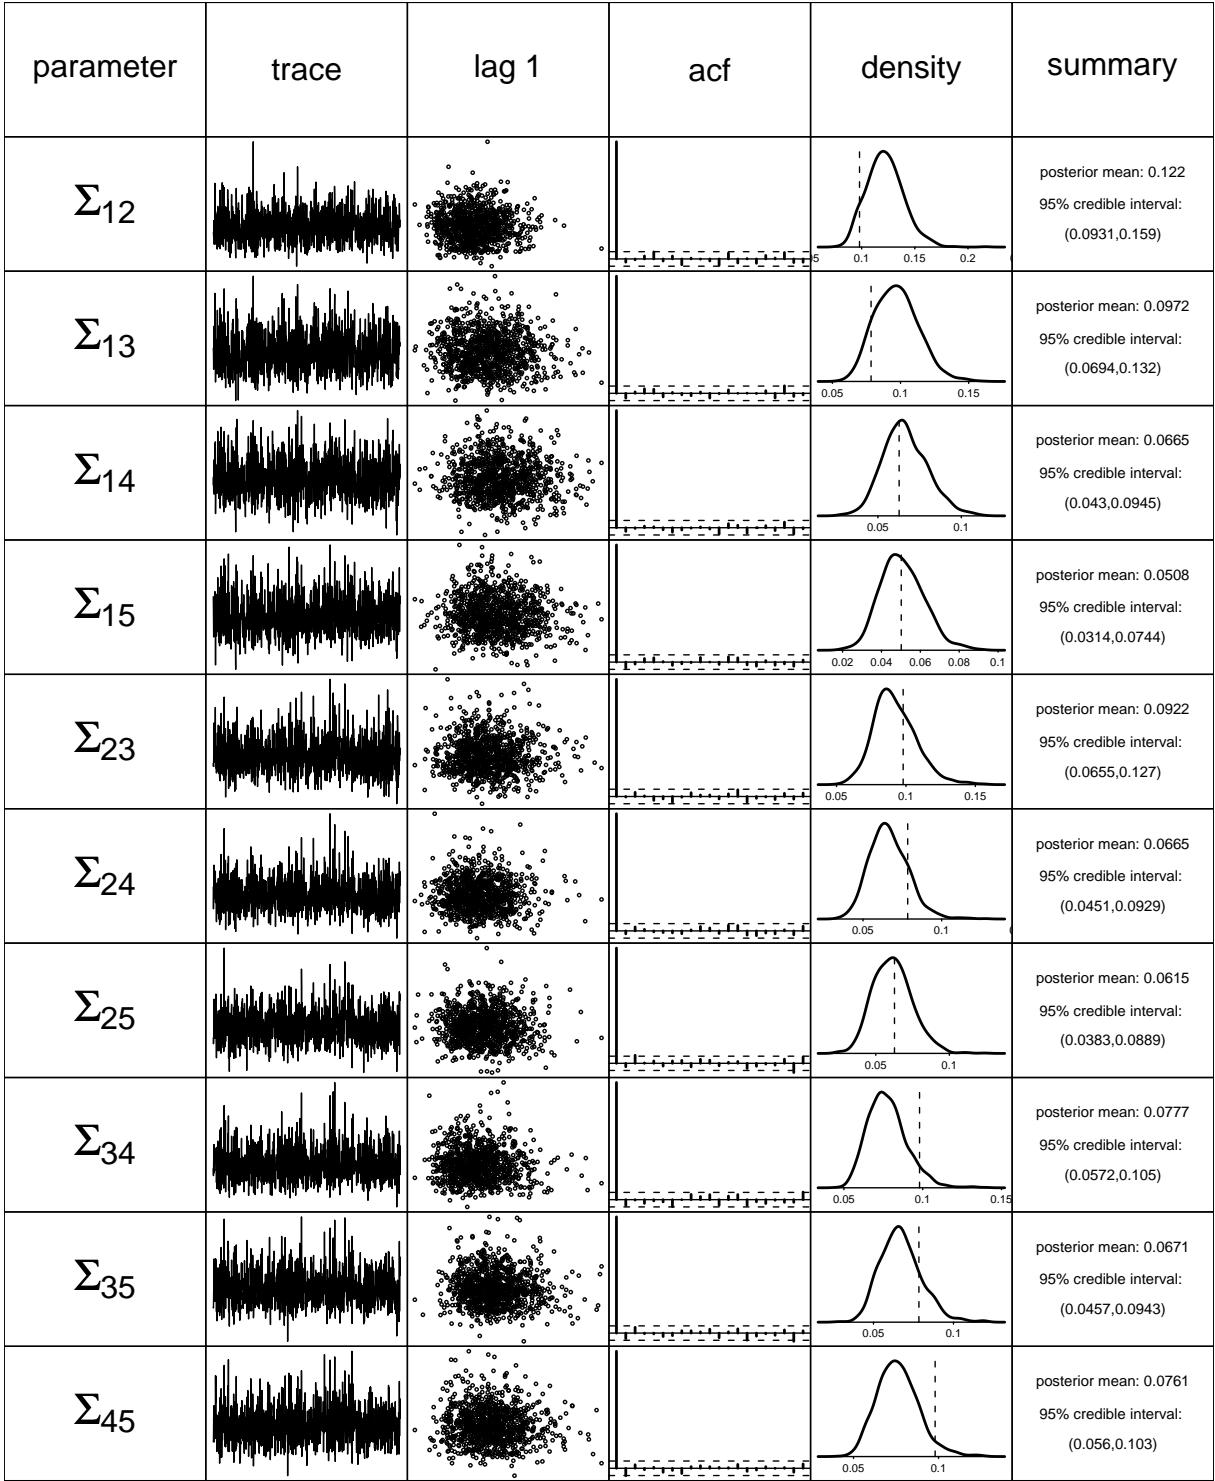 parameter trace lag 1 acf density summary
Σ12
5 0.1 0.15 0.2
posterior mean: 0.122
95% credible interval:
(0.0931,0.159)
Σ13
0.05 0.1 0.15
posterior mean: 0.0972
95% credible interval:
(0.0694,0.132)
Σ14
0.05 0.1
posterior mean: 0.0665
95% credible interval:
(0.043,0.0945)
Σ15
0.02 0.04 0.06 0.08 0.1
posterior mean: 0.0508
95% credible interval:
(0.0314,0.0744)
Σ23
0.05 0.1 0.15
posterior mean: 0.0922
95% credible interval:
(0.0655,0.127)
Σ24
0.05 0.1
posterior mean: 0.0665
95% credible interval:
(0.0451,0.0929)
Σ25
0.05 0.1
posterior mean: 0.0615
95% credible interval:
(0.0383,0.0889)
Σ34
0.05 0.1 0.15
posterior mean: 0.0777
95% credible interval:
(0.0572,0.105)
Σ35
0.05 0.1
posterior mean: 0.0671
95% credible interval:
(0.0457,0.0943)
Σ45
0.05 0.1
posterior mean: 0.0761
95% credible interval:
(0.056,0.103)